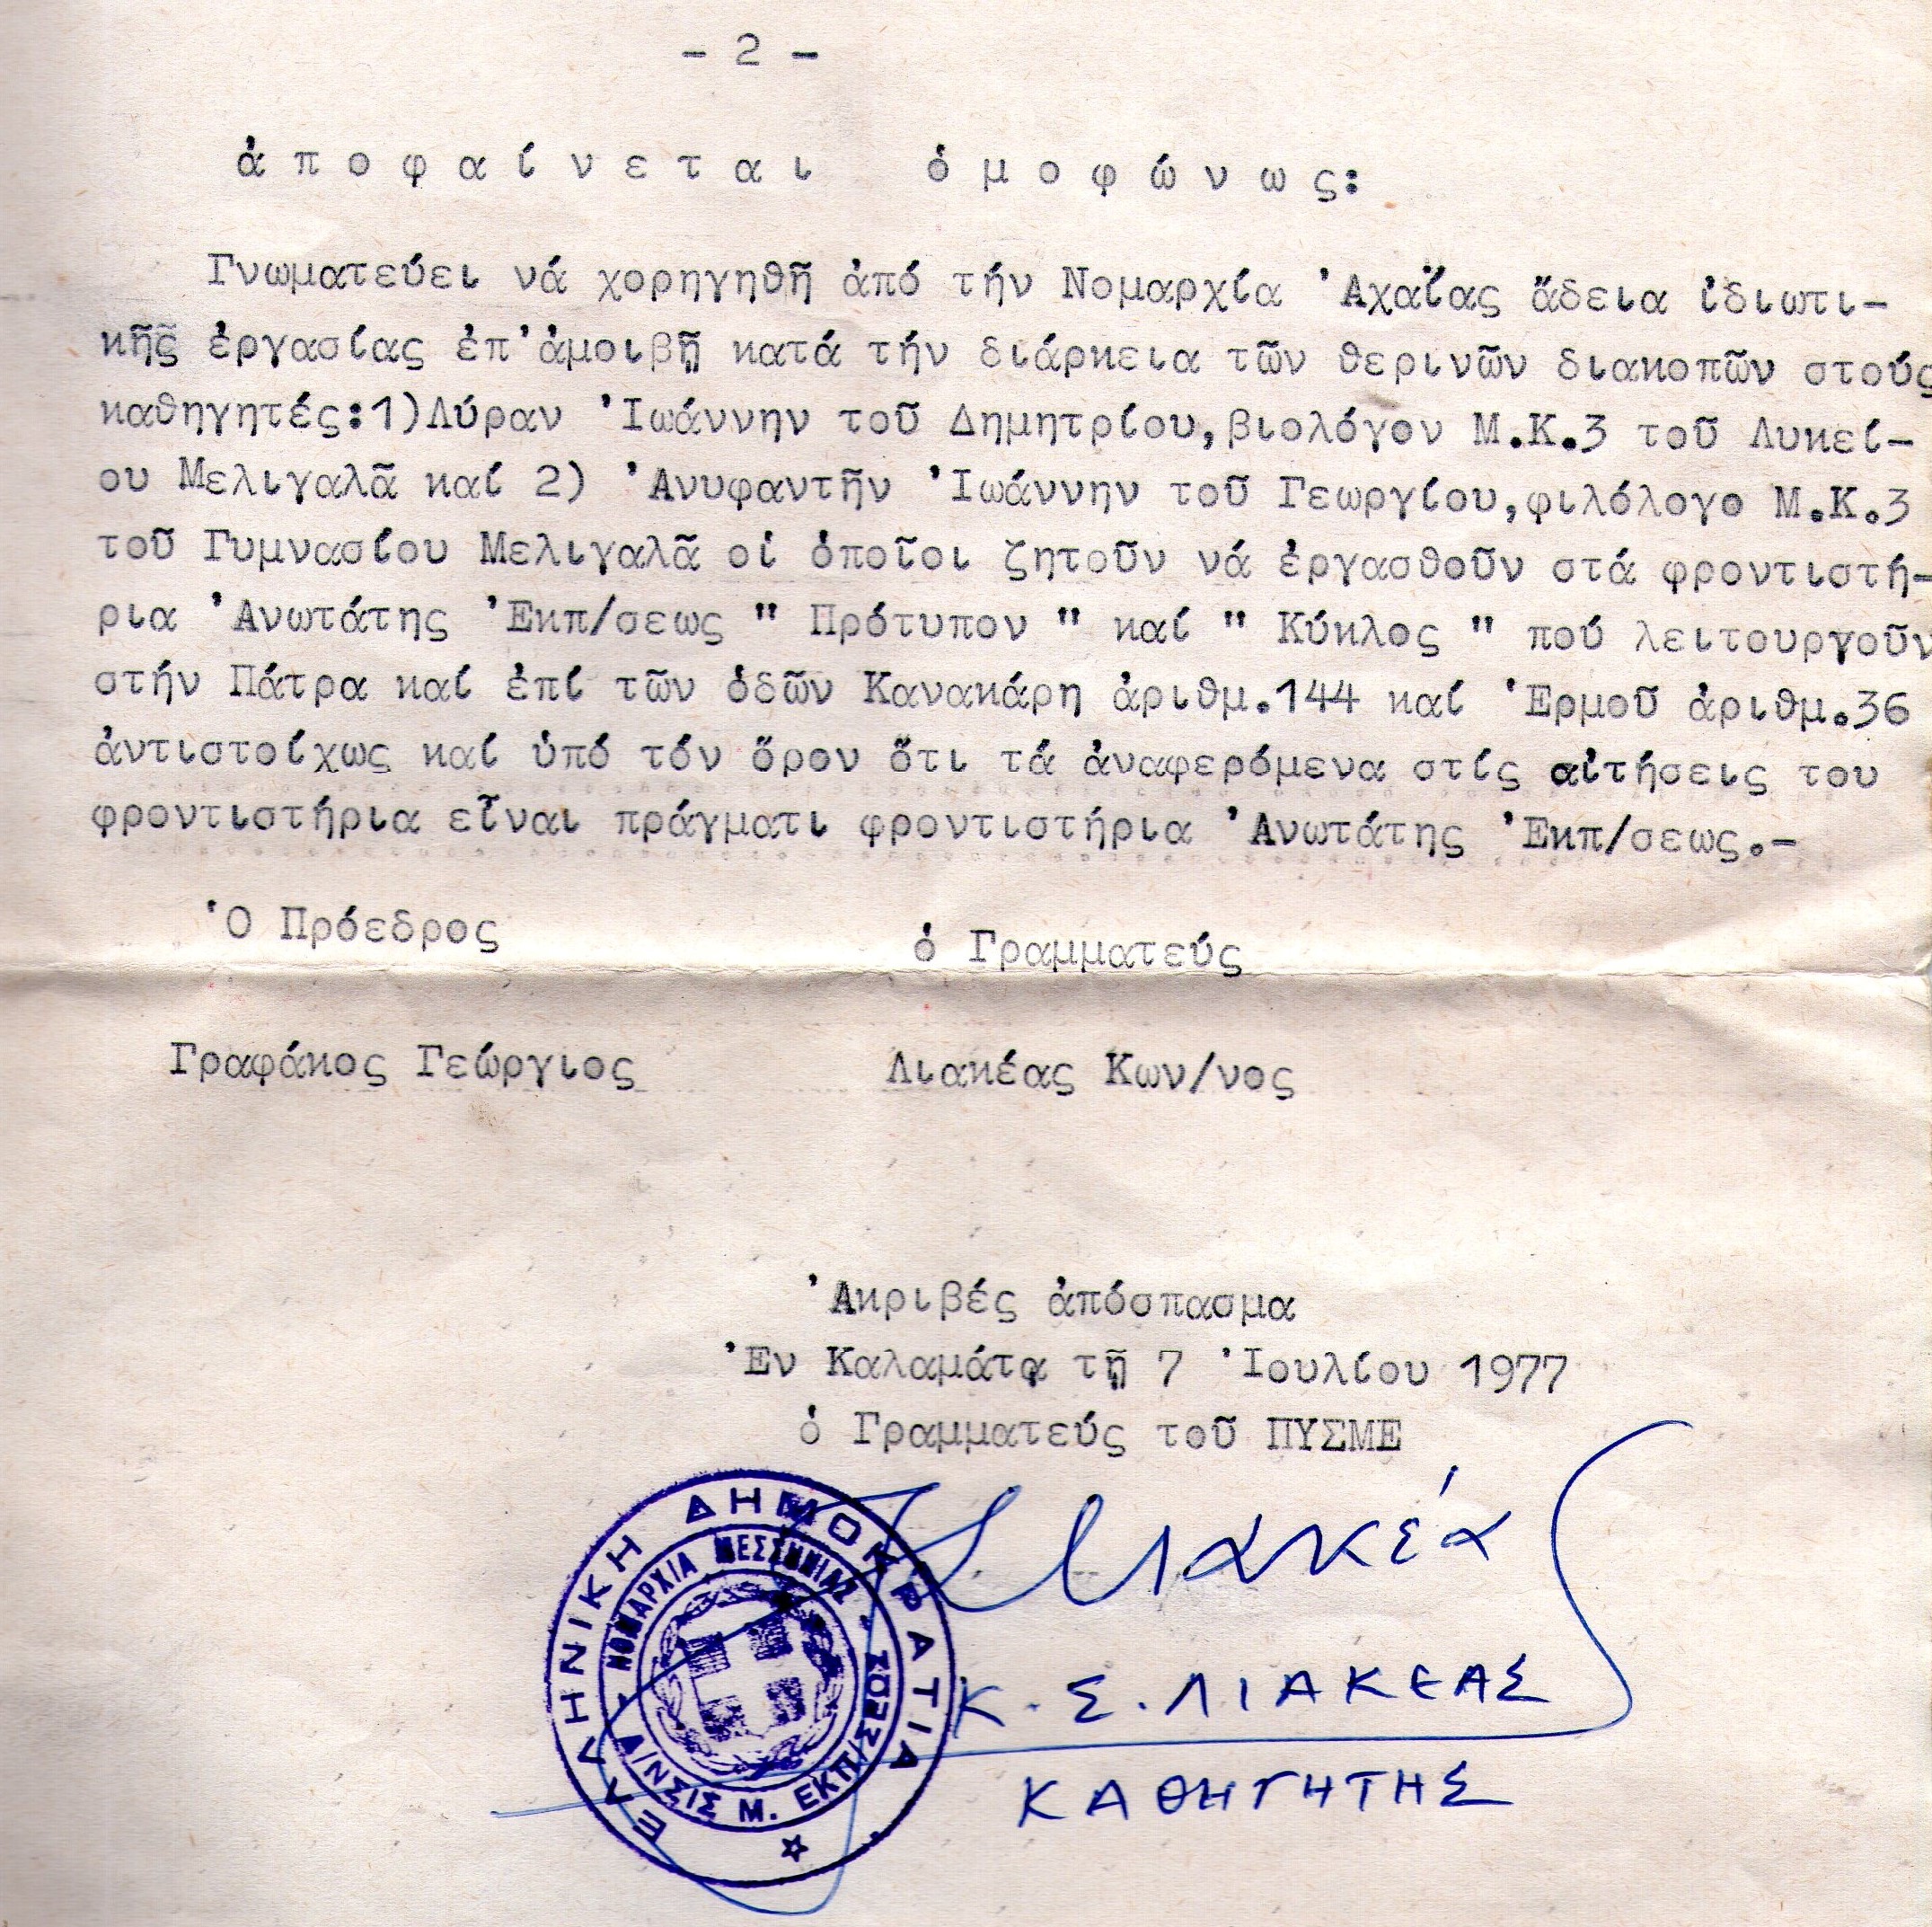 - 2 -
ἀ π ο φ α ί ν ε τ α ι ὁ μ ο φ ώ ν ω ς:
Γνωματεύει νά χορηγηθῆ ἀπό τήν Νομαρχία 'Αχαΐας ἄδεια ἰδιωτι-
κῆς ἐργασίας ἐπ'ἀμοιβῇ κατά τήν διάρκεια τῶν θερινῶν διακοπῶν στούς
καθηγητές:1)Λύραν 'Ιωάννην τοῦ Δημητρίου,βιολόγον Μ.Κ.3 τοῦ Λυκεί-
ου Μελιγαλᾶ καί 2) 'Ανυφαντῆν 'Ιωάννην τοῦ Γεωργίου,φιλόλογο Μ.Κ.3
τοῦ Γυμνασίου Μελιγαλᾶ οἱ ὁποῖοι ζητοῦν νά ἐργασθοῦν στά φροντιστή-
ρια 'Ανωτάτης 'Εκπ/σεως " Πρότυπον " καί " Κύκλος " πού λειτουργοῦν
στήν Πάτρα καί ἐπί τῶν ὁδῶν Κανακάρη ἀριθμ.144 καί Ἑρμοῦ ἀριθμ.36
ἀντιστοίχως καί ὑπό τόν ὅρον ὅτι τά ἀναφερόμενα στίς αἰτήσεις του
φροντιστήρια εἶναι πράγματι φροντιστήρια 'Ανωτάτης 'Εκπ/σεως.-
Ὁ Πρόεδρος ὁ Γραμματεύς
Γραφάκος Γεώργιος Λιακέας Κων/νος
'Ακριβές ἀπόσπασμα
'Εν Καλαμάτᾳ τῇ 7 'Ιουλίου 1977
ὁ Γραμματεύς τοῦ ΠΥΣΜΕ
Κ Λιακέας
Κ. Σ. ΛΙΑΚΕΑΣ
ΚΑΘΗΓΗΤΗΣ
ΕΛΛΗΝΙΚΗ ΔΗΜΟΚΡΑΤΙΑ
ΝΟΜΑΡΧΙΑ ΜΕΣΣΗΝΙΑΣ
Δ/ΝΣΙΣ Μ. ΕΚΠ/ΣΕΩΣ